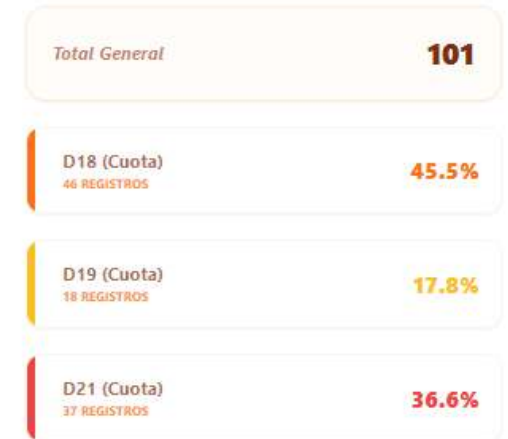 Total General
101
D18 (Cuota)
46 REGISTROS
45.5%
D19 (Cuota)
18 REGISTROS
17.8%
D21 (Cuota)
37 REGISTROS
36.6%